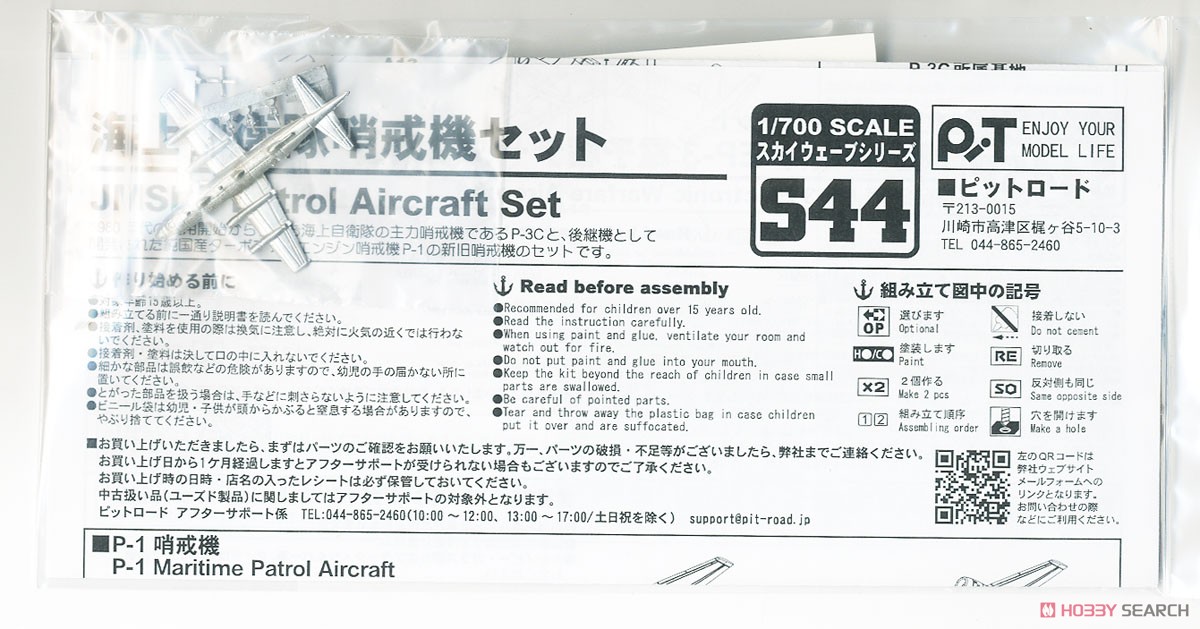 P-3C所属基地
海上 衛隊 哨戒機セット
JMS Patrol Aircraft Set
海上自衛隊の主力哨戒機であるP-3Cと、後継機として
エンジン哨戒機P-1の新旧哨戒機のセットです。
1/700 SCALE
スカイウェーブシリーズ
S44
PIT
ENJOY YOUR
MODEL LIFE
■ピットロード
〒213-0015
川崎市高津区梶ヶ谷5-10-3
TEL 044-865-2460
作り始める前に
●対象年齢15歳以上。
●組み立てる前に一通り説明書を読んでください。
●接着剤、塗料を使用の際は換気に注意し、絶対に火気の近くでは行わ
ないでください。
●接着剤・塗料は決して口の中に入れないでください。
●細かな部品は誤飲などの危険がありますので、幼児の手の届かない所に
置いてください。
●とがった部品を扱う場合は、手などに刺さらないように注意してください。
●ビニール袋は幼児・子供が頭からかぶると窒息する場合がありますので、
やぶり捨ててください。
Read before assembly
●Recommended for children over 15 years old.
●Read the instruction carefully.
●When using paint and glue, ventilate your room and
watch out for fire.
●Do not put paint and glue into your mouth.
●Keep the kit beyond the reach of children in case small
parts are swallowed.
●Be careful of pointed parts.
●Tear and throw away the plastic bag in case children
put it over and are suffocated.
組み立て図中の記号
OP
選びます
Optional
接着しない
Do not cement
HO/CO
塗装します
Paint
RE
切り取る
Remove
×2
2個作る
Make 2 pcs
SO
反対側も同じ
Same opposite side
1 2
組み立て順序
Assembling order
穴を開けます
Make a hole
■お買い上げいただきましたら、まずはパーツのご確認をお願いいたします。万一、パーツの破損・不足等がございましたら、弊社までご連絡ください。
お買い上げ日から1ケ月経過しますとアフターサポートが受けられない場合もございますのでご了承ください。
お買い上げ時の日時・店名の入ったレシートは必ず保管しておいてください。
中古扱い品(ユーズド製品)に関しましてはアフターサポートの対象外となります。
ピットロード アフターサポート係 TEL:044-865-2460(10:00～12:00、13:00～17:00/土日祝を除く) support@pit-road.jp
左のQRコードは
弊社ウェブサイト
メールフォームへの
リンクとなります。
お問い合わせの際
などにご利用ください。
■P-1 哨戒機
P-1 Maritime Patrol Aircraft
HOBBY SEARCH